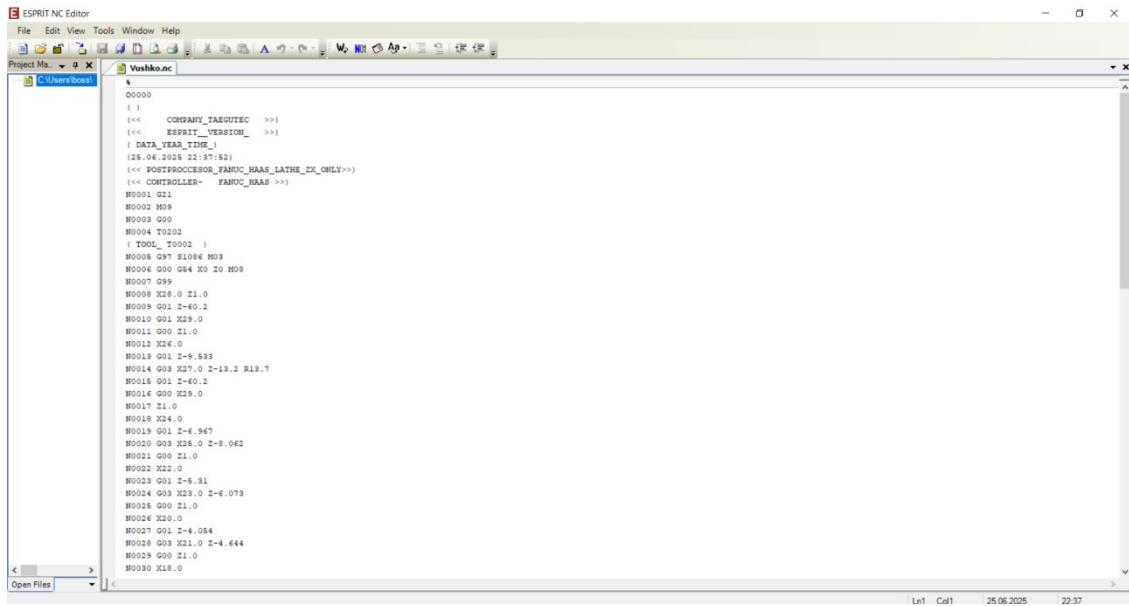 ESPRIT NC Editor
File Edit View Tools Window Help
Project Ma..
C:\Users\boss\
Vushko.nc
%
O0000
( )
(<< COMPANY_TAEGUTEC >>)
(<< ESPRIT__VERSION_ >>)
( DATA_YEAR_TIME_)
(25.06.2025 22:37:52)
(<< POSTPROCCESOR_FANUC_HAAS_LATHE_ZX_ONLY>>)
(<< CONTROLLER- FANUC_HAAS >>)
N0001 G21
N0002 M09
N0003 G00
N0004 T0202
( TOOL_ T0002 )
N0005 G97 S1086 M03
N0006 G00 G54 X0 Z0 M08
N0007 G99
N0008 X28.0 Z1.0
N0009 G01 Z-60.2
N0010 G01 X29.0
N0011 G00 Z1.0
N0012 X26.0
N0013 G01 Z-9.533
N0014 G03 X27.0 Z-13.2 R13.7
N0015 G01 Z-60.2
N0016 G00 X29.0
N0017 Z1.0
N0018 X24.0
N0019 G01 Z-6.967
N0020 G03 X25.0 Z-8.062
N0021 G00 Z1.0
N0022 X22.0
N0023 G01 Z-5.31
N0024 G03 X23.0 Z-6.073
N0025 G00 Z1.0
N0026 X20.0
N0027 G01 Z-4.054
N0028 G03 X21.0 Z-4.644
N0029 G00 Z1.0
N0030 X18.0
Open Files
Ln1 Col1 25.06.2025 22:37